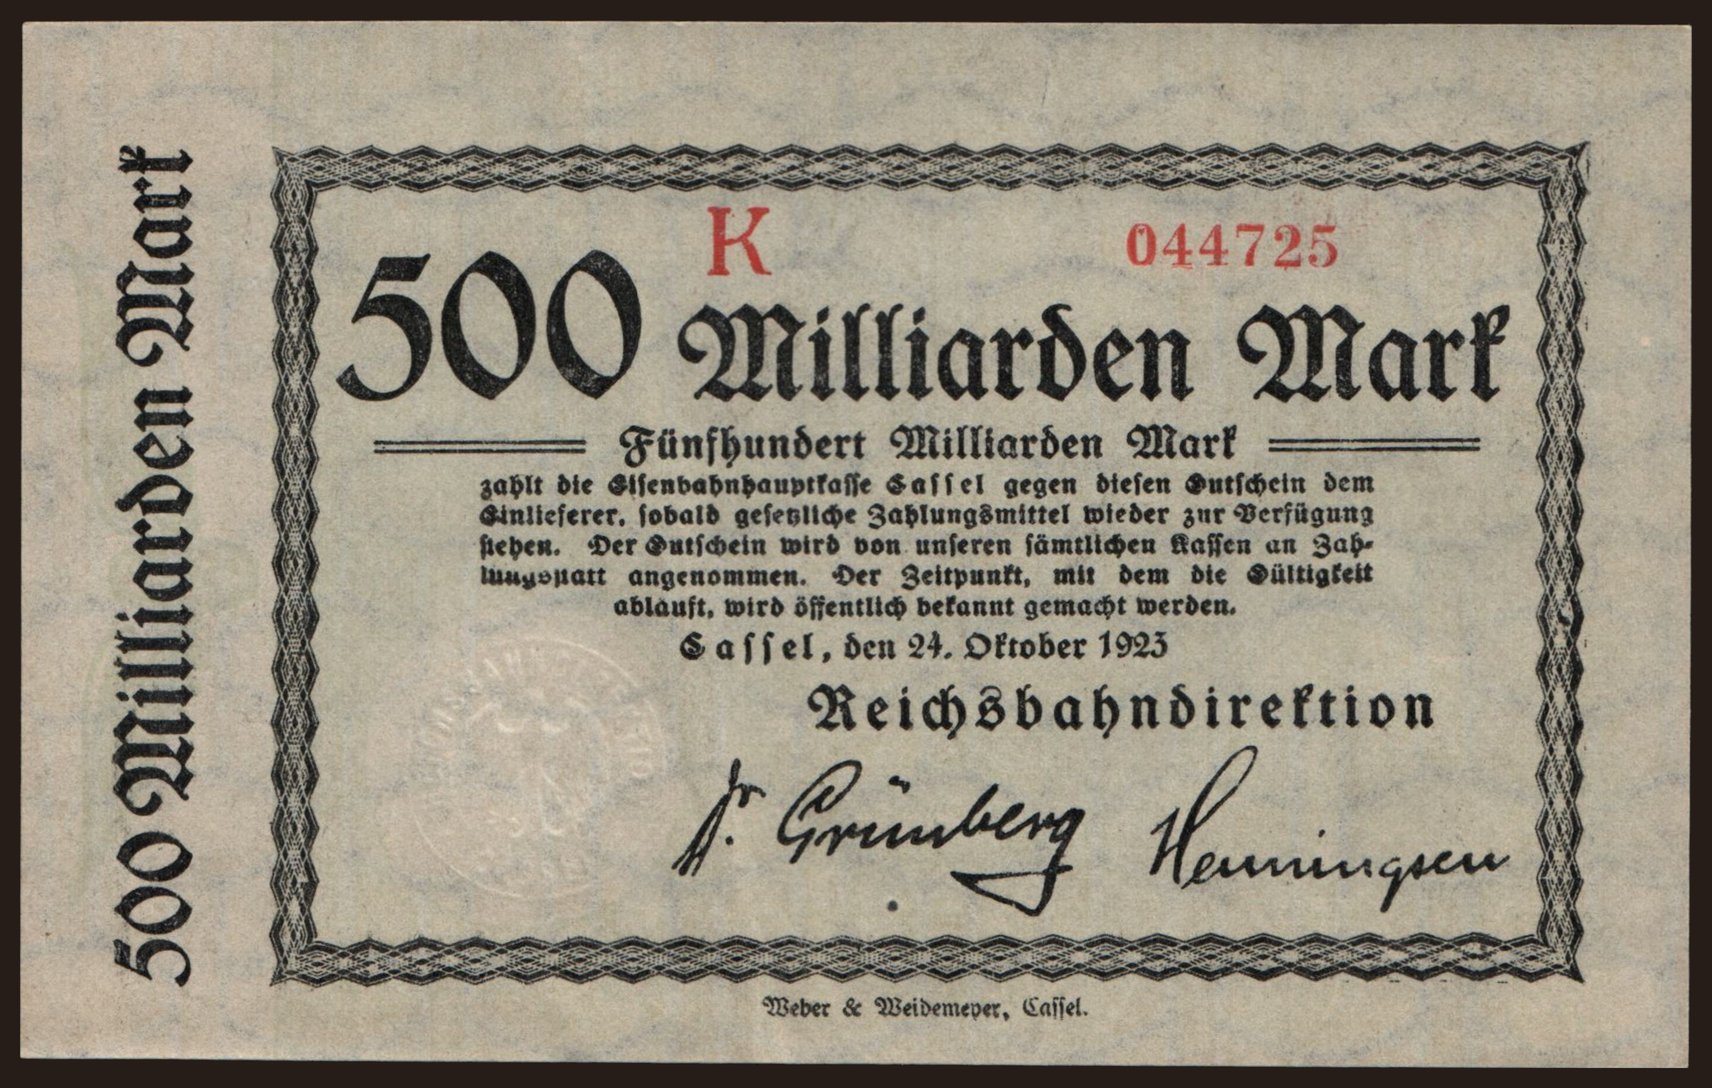 500 Milliarden Mark
K 044725
500 Milliarden Mark
Fünfhundert Milliarden Mark
zahlt die Eisenbahnhauptkasse Cassel gegen diesen Gutschein dem
Einlieferer, sobald gesetzliche Zahlungsmittel wieder zur Verfügung
stehen. Der Gutschein wird von unseren sämtlichen Kassen an Zah-
lungsstatt angenommen. Der Zeitpunkt, mit dem die Gültigkeit
abläuft, wird öffentlich bekannt gemacht werden.
Cassel, den 24. Oktober 1923
Reichsbahndirektion
Dr. Grünberg Henningsen
Weber & Weidemeyer, Cassel.